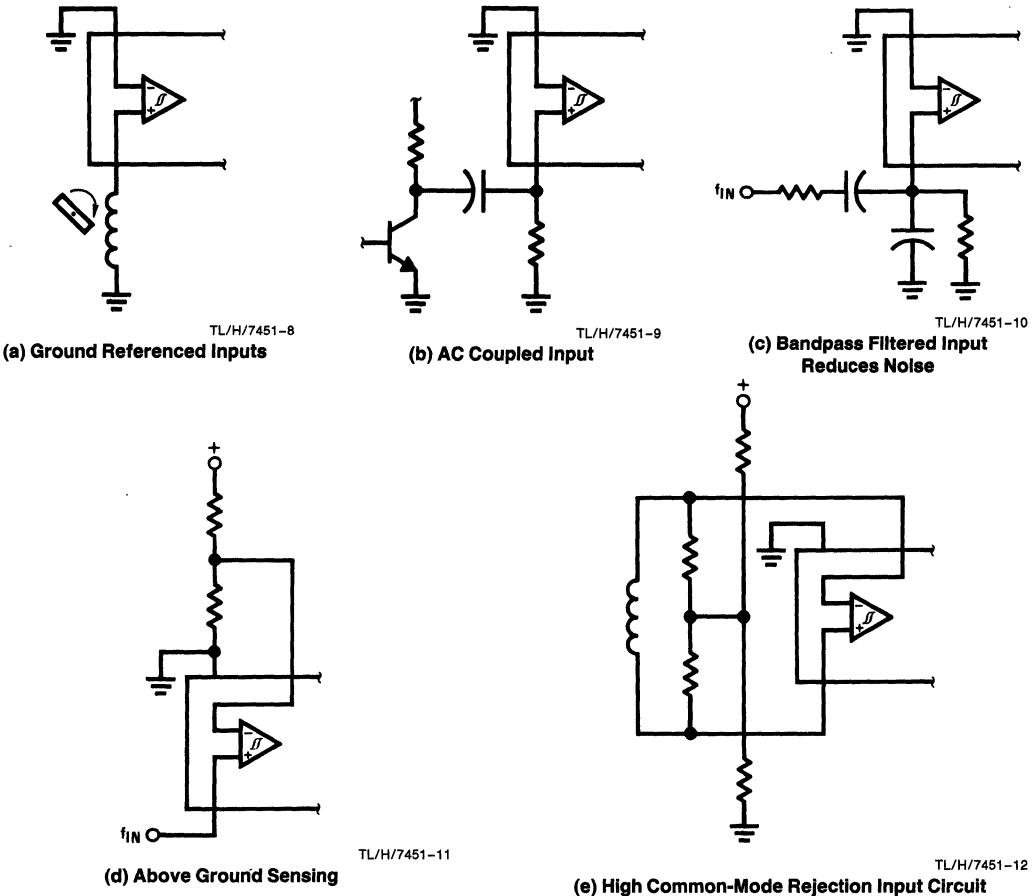 −
+
TL/H/7451–8
(a) Ground Referenced Inputs
−
+
TL/H/7451–9
(b) AC Coupled Input
−
+
fIN
TL/H/7451–10
(c) Bandpass Filtered Input
Reduces Noise
+
−
+
fIN
TL/H/7451–11
(d) Above Ground Sensing
+
−
+
TL/H/7451–12
(e) High Common-Mode Rejection Input Circuit